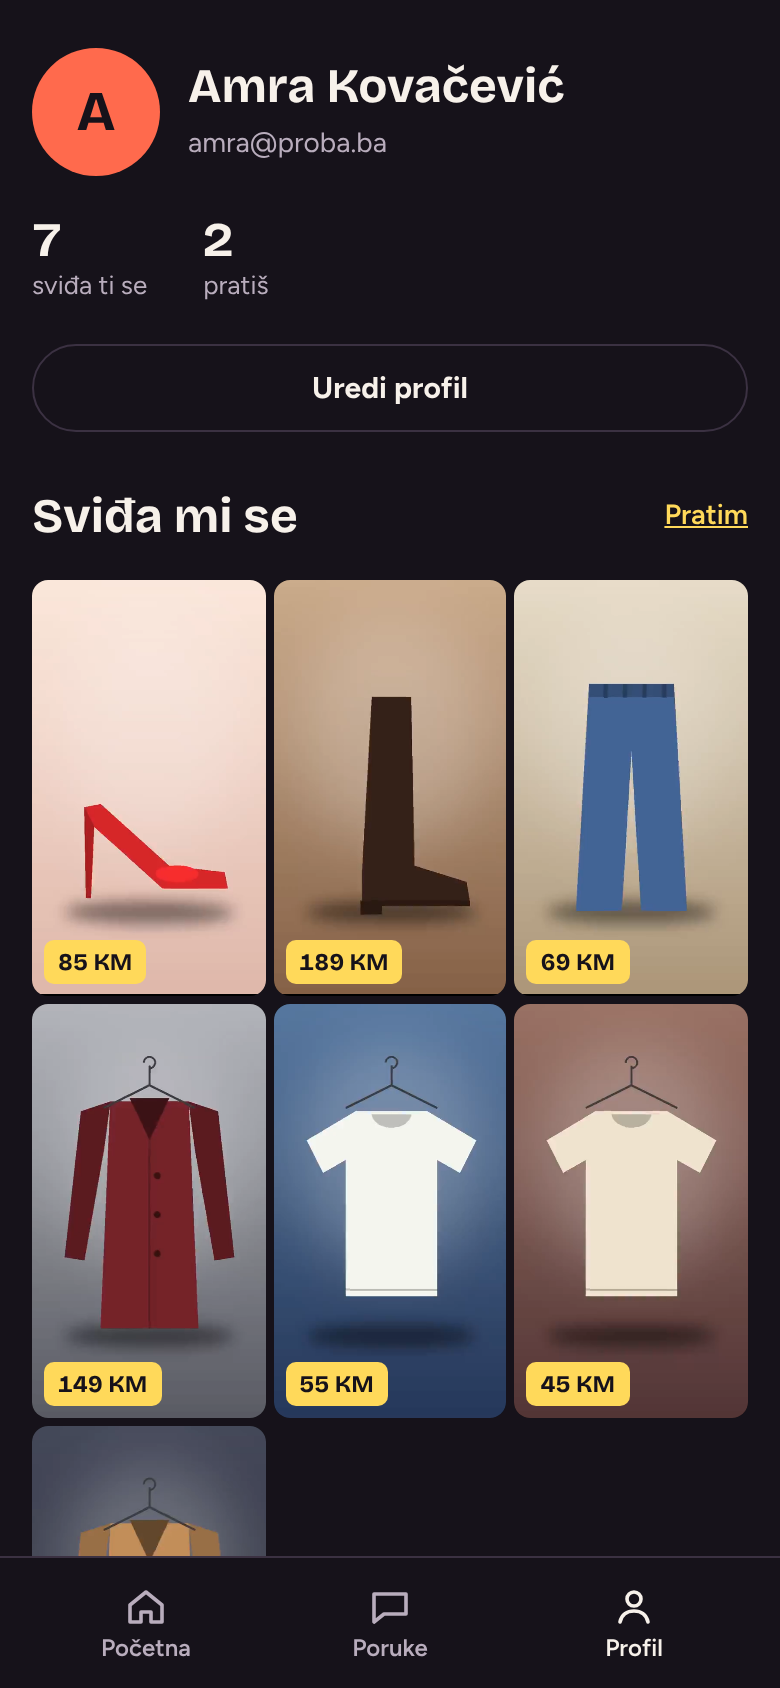 A
Amra Kovačević
amra@proba.ba
7
sviđa ti se
2
pratiš
Uredi profil
Sviđa mi se
Pratim
85 KM
189 KM
69 KM
149 KM
55 KM
45 KM
Početna
Poruke
Profil